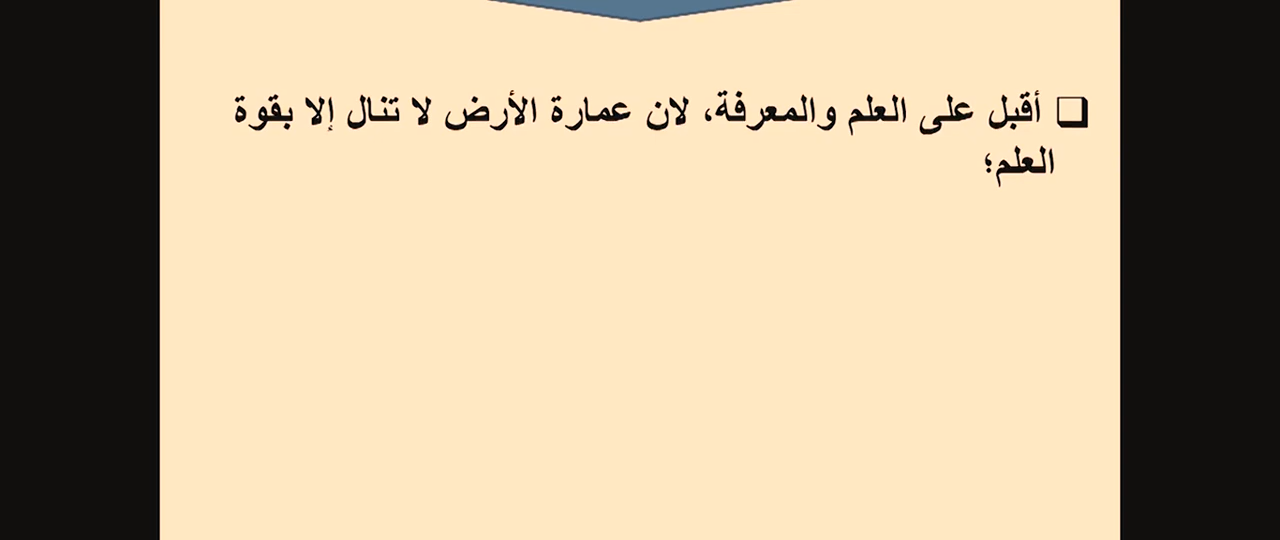 ❑ أقبل على العلم والمعرفة، لان عمارة الأرض لا تنال إلا بقوة
العلم؛